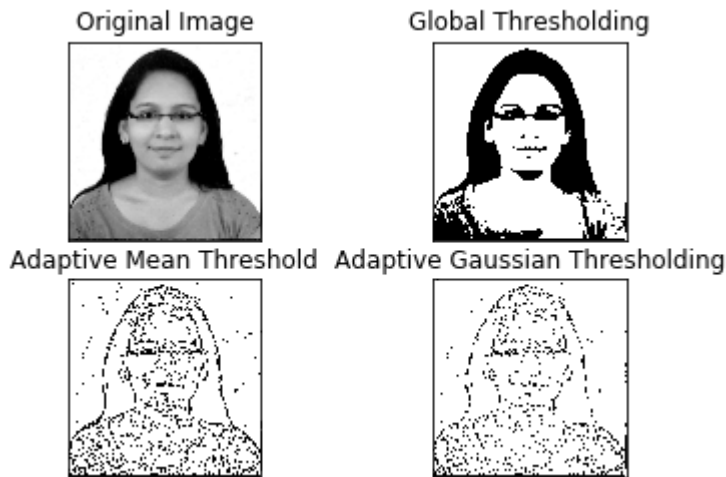 Original Image
Global Thresholding
Adaptive Mean Threshold
Adaptive Gaussian Thresholding